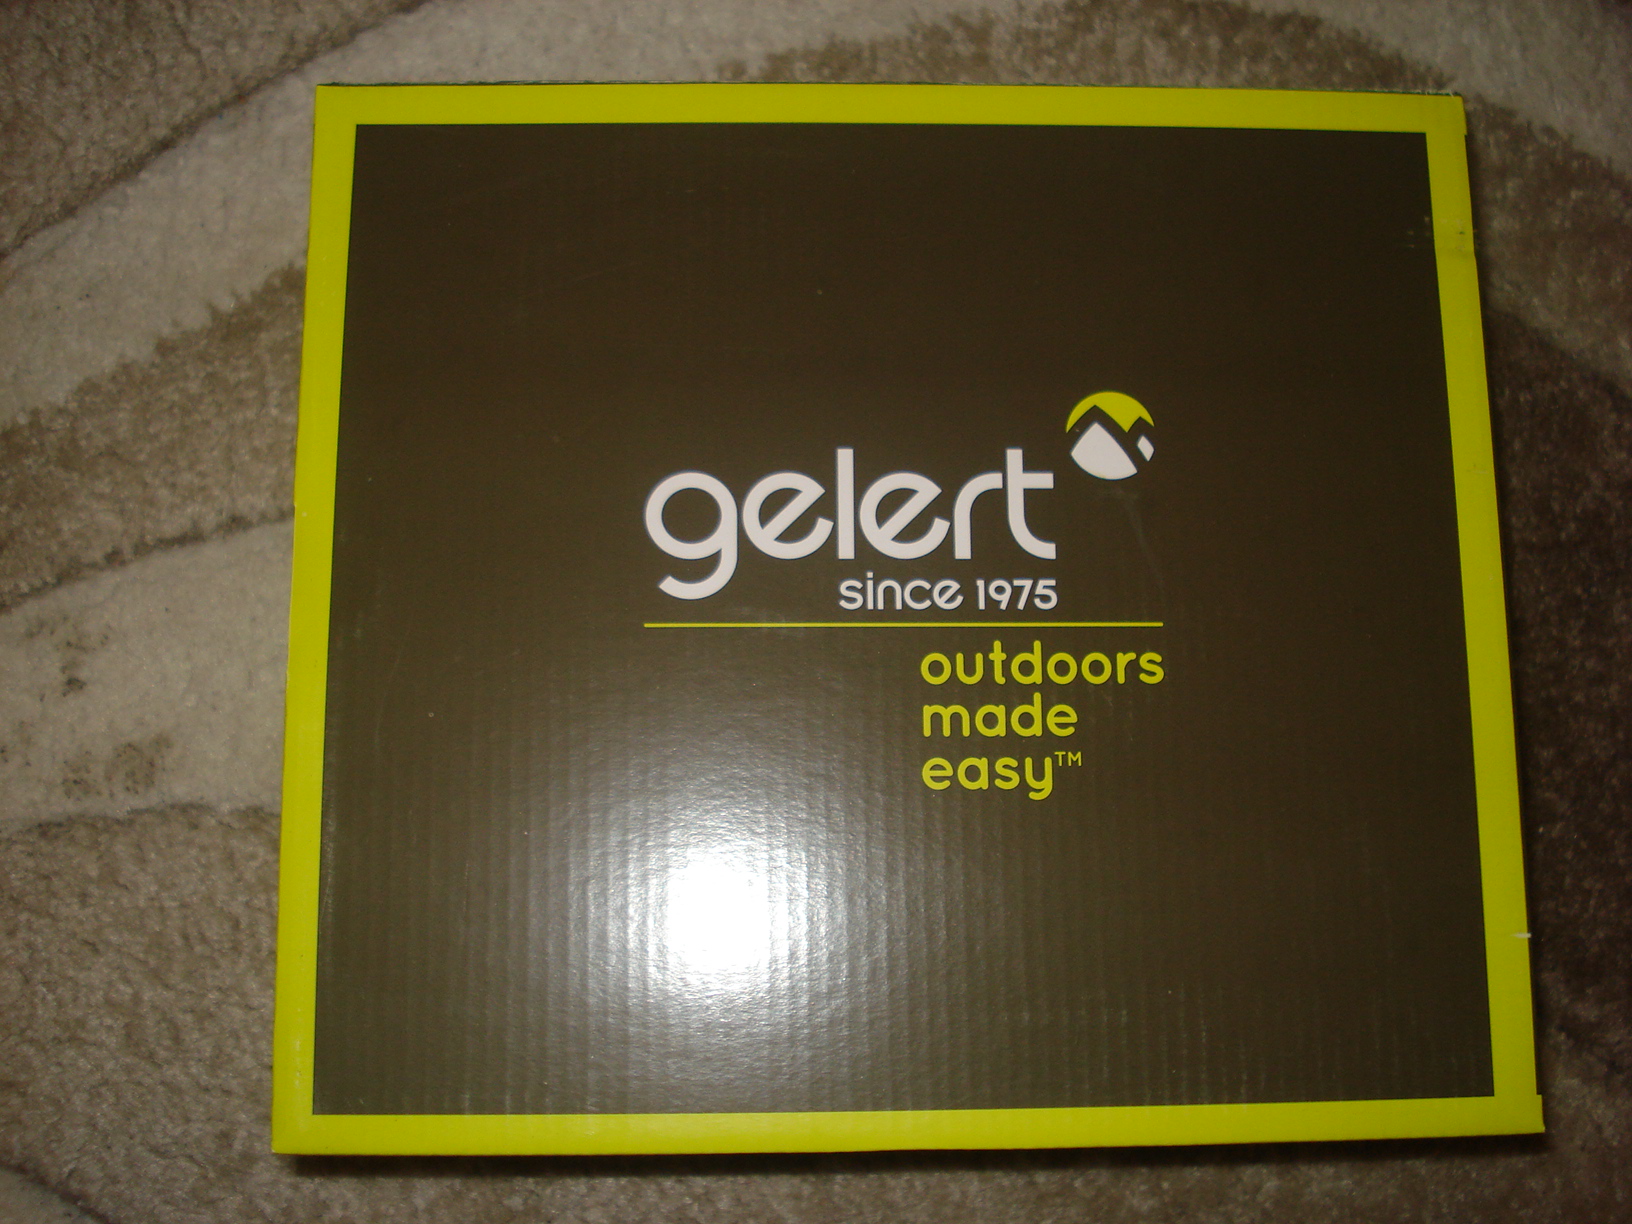 gelert
since 1975
outdoors
made
easy™